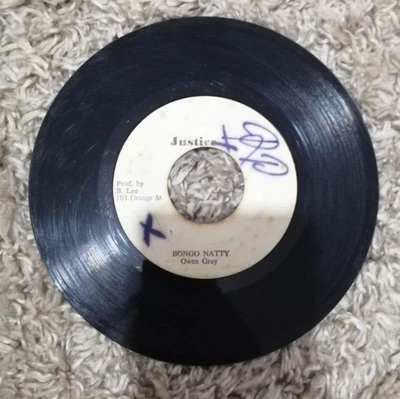 Justice
Prod. by
B. Lee
101 Orange St.
X
BONGO NATTY
Owen Gray